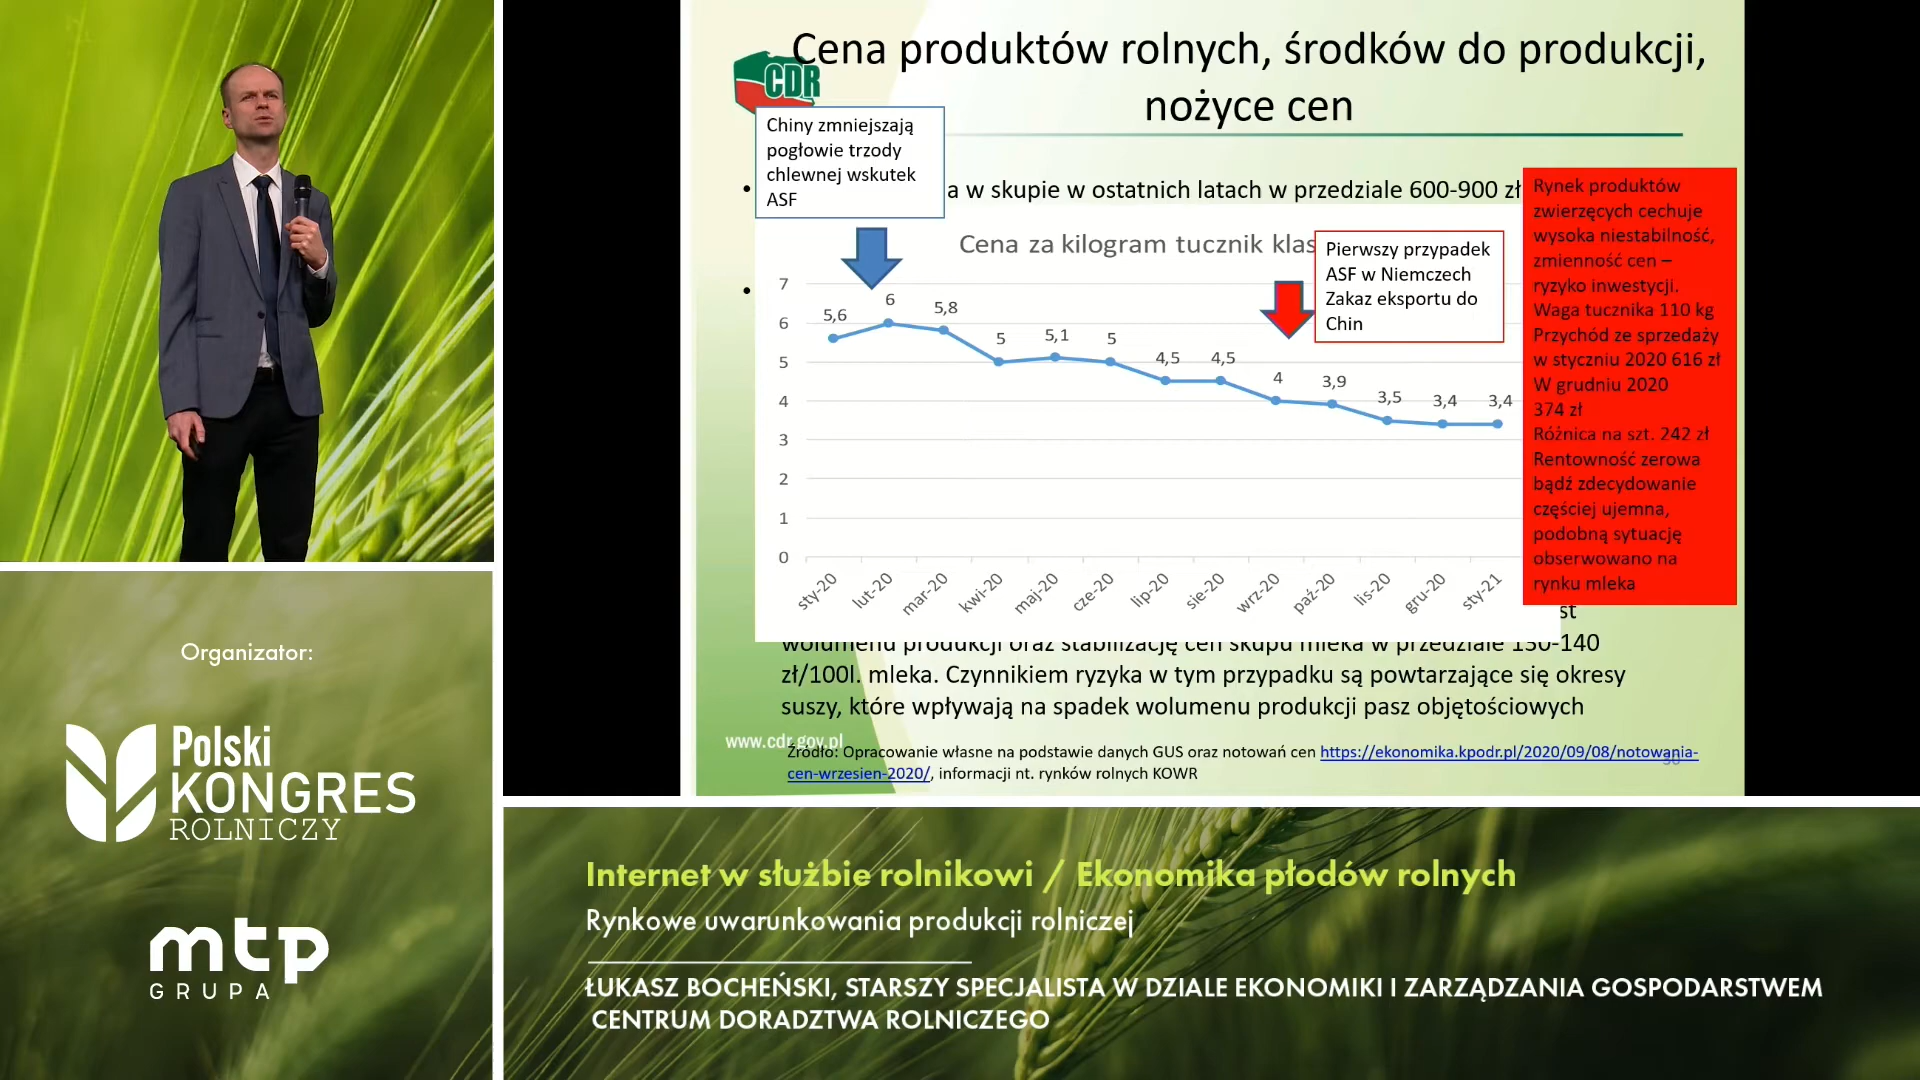 Cena produktów rolnych, środków do produkcji,
nożyce cen
CDR
Chiny zmniejszają
pogłowie trzody
chlewnej wskutek
ASF
a w skupie w ostatnich latach w przedziale 600-900 zł
Cena za kilogram tucznik
Pierwszy przypadek
ASF w Niemczech
Zakaz eksportu do
Chin
Rynek produktów
zwierzęcych cechuje
wysoka niestabilność,
zmienność cen –
ryzyko inwestycji.
Waga tucznika 110 kg
Przychód ze sprzedaży
w styczniu 2020 616 zł
W grudniu 2020
374 zł
Różnica na szt. 242 zł
Rentowność zerowa
bądź zdecydowanie
częściej ujemna,
podobną sytuację
obserwowano na
rynku mleka
7
6
5
4
3
2
1
0
5,6
6
5,8
5
5,1
5
4,5
4,5
4
3,9
3,5
3,4
3,4
sty-20
lut-20
mar-20
kwi-20
maj-20
cze-20
lip-20
sie-20
wrz-20
paź-20
lis-20
gru-20
sty-21
wolumenu produkcji oraz stabilizację cen skupu mleka w przedziale 130-140
zł/100l. mleka. Czynnikiem ryzyka w tym przypadku są powtarzające się okresy
suszy, które wpływają na spadek wolumenu produkcji pasz objętościowych
www.cdr.gov.pl
Źródło: Opracowanie własne na podstawie danych GUS oraz notowań cen https://ekonomika.kpodr.pl/2020/09/08/notowania-
cen-wrzesien-2020/, informacji nt. rynków rolnych KOWR
Organizator:
Polski
KONGRES
ROLNICZY
mtp
GRUPA
Internet w służbie rolnikowi / Ekonomika płodów rolnych
Rynkowe uwarunkowania produkcji rolniczej
ŁUKASZ BOCHEŃSKI, STARSZY SPECJALISTA W DZIALE EKONOMIKI I ZARZĄDZANIA GOSPODARSTWEM
CENTRUM DORADZTWA ROLNICZEGO